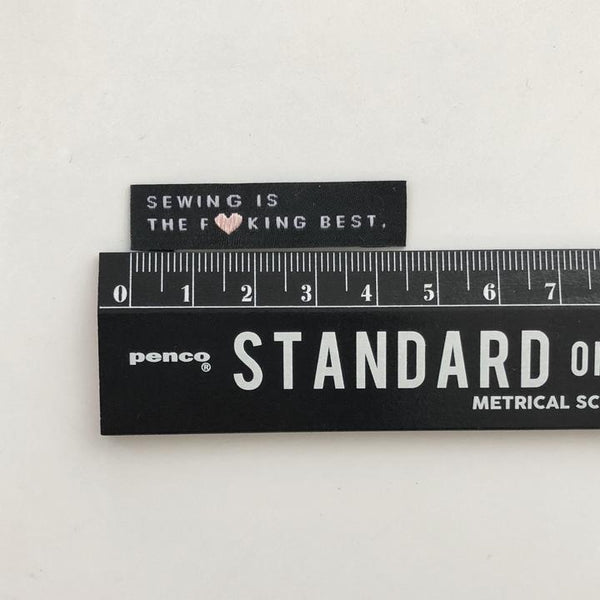 SEWING IS
THE F♥KING BEST.
0 1 2 3 4 5 6 7
penco®
STANDARD
METRICAL SC